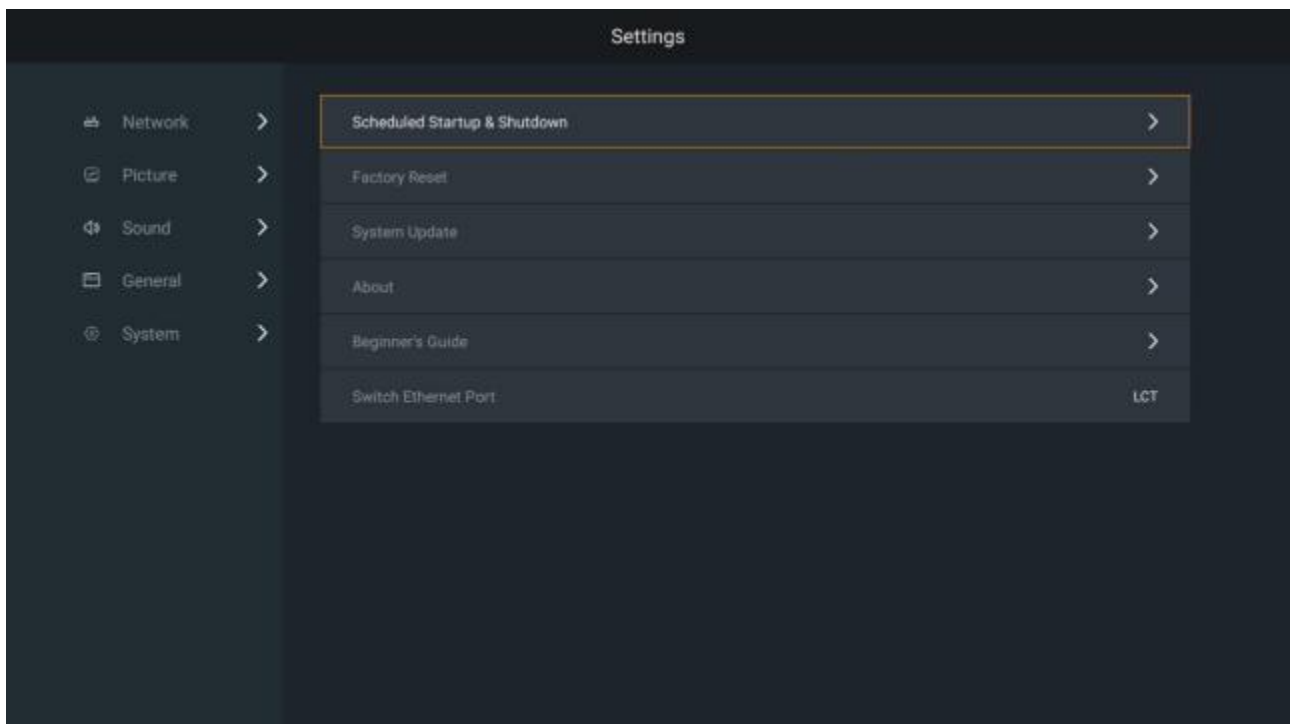 Settings
Network
Picture
Sound
General
System
Scheduled Startup & Shutdown
Factory Reset
System Update
About
Beginner's Guide
Switch Ethernet Port LCT